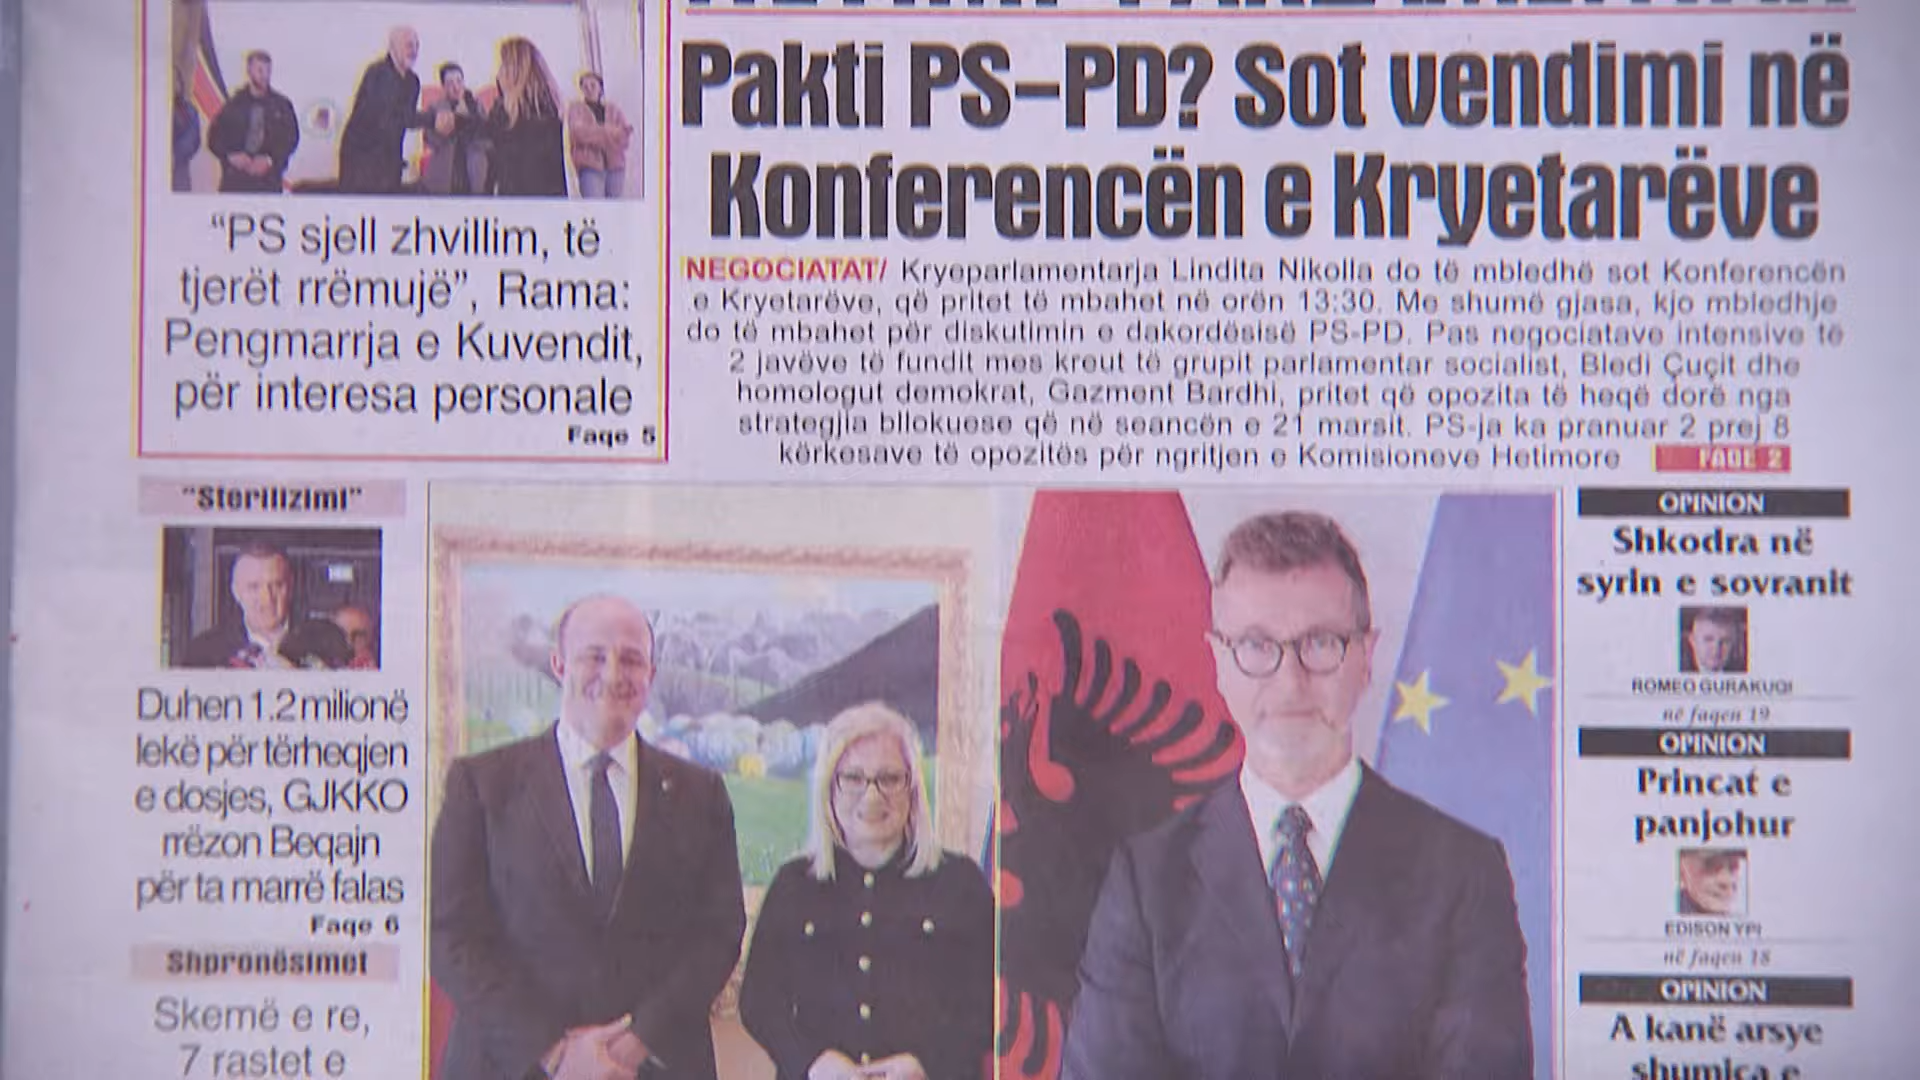 Pakti PS–PD? Sot vendimi në
Konferencën e Kryetarëve
NEGOCIATAT/ Kryeparlamentarja Lindita Nikolla do të mbledhë sot Konferencën
e Kryetarëve, që pritet të mbahet në orën 13:30. Me shumë gjasa, kjo mbledhje
do të mbahet për diskutimin e dakordësisë PS-PD. Pas negociatave intensive të
2 javëve të fundit mes kreut të grupit parlamentar socialist, Bledi Çuçit dhe
homologut demokrat, Gazment Bardhi, pritet që opozita të heqë dorë nga
strategjia bllokuese që në seancën e 21 marsit. PS-ja ka pranuar 2 prej 8
kërkesave të opozitës për ngritjen e Komisioneve Hetimore
FAQE 2
“PS sjell zhvillim, të
tjerët rrëmujë”, Rama:
Pengmarrja e Kuvendit,
për interesa personale
Faqe 5
“Sterilizimi”
Duhen 1.2 milionë
lekë për tërheqjen
e dosjes, GJKKO
rrëzon Beqajn
për ta marrë falas
Faqe 6
Shpronësimet
Skemë e re,
7 rastet e
OPINION
Shkodra në
syrin e sovranit
ROMEO GURAKUQI
në faqen 19
OPINION
Princat e
panjohur
EDISON YPI
në faqen 18
OPINION
A kanë arsye
shumica e